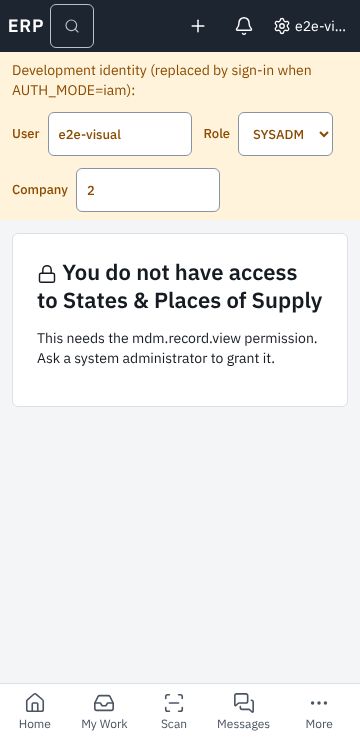 ERP
e2e-vi...
Development identity (replaced by sign-in when
AUTH_MODE=iam):
User e2e-visual Role SYSADM
Company 2
You do not have access
to States & Places of Supply
This needs the mdm.record.view permission.
Ask a system administrator to grant it.
Home My Work Scan Messages More